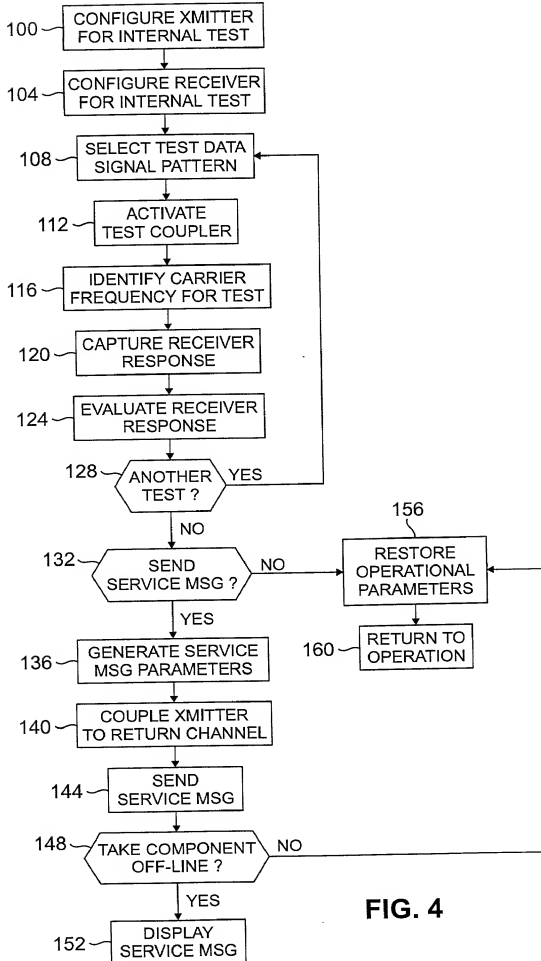 100
CONFIGURE XMITTER
FOR INTERNAL TEST
104
CONFIGURE RECEIVER
FOR INTERNAL TEST
108
SELECT TEST DATA
SIGNAL PATTERN
112
ACTIVATE
TEST COUPLER
116
IDENTIFY CARRIER
FREQUENCY FOR TEST
120
CAPTURE RECEIVER
RESPONSE
124
EVALUATE RECEIVER
RESPONSE
128
ANOTHER
TEST ?
YES
NO
132
SEND
SERVICE MSG ?
NO
YES
156
RESTORE
OPERATIONAL
PARAMETERS
160
RETURN TO
OPERATION
136
GENERATE SERVICE
MSG PARAMETERS
140
COUPLE XMITTER
TO RETURN CHANNEL
144
SEND
SERVICE MSG
148
TAKE COMPONENT
OFF-LINE ?
NO
YES
152
DISPLAY
SERVICE MSG
FIG. 4